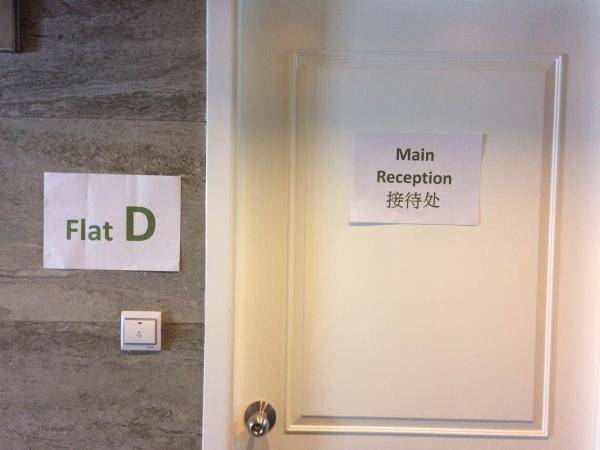 Flat D
Main
Reception
接待处